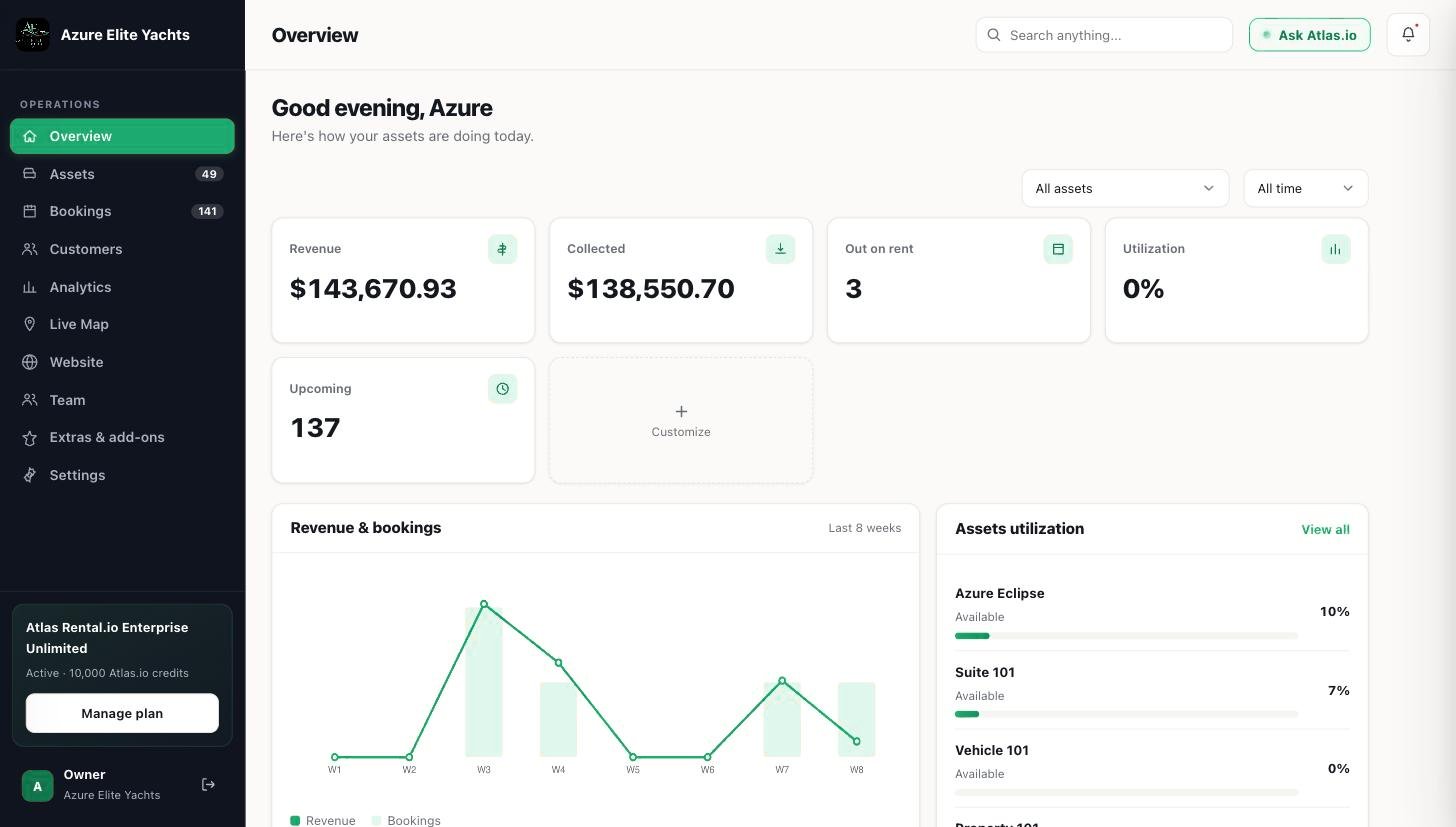 Azure Elite Yachts
Overview
Search anything...
Ask Atlas.io
OPERATIONS
Overview
Assets 49
Bookings 141
Customers
Analytics
Live Map
Website
Team
Extras & add-ons
Settings
Atlas Rental.io Enterprise
Unlimited
Active · 10,000 Atlas.io credits
Manage plan
A
Owner
Azure Elite Yachts
Good evening, Azure
Here's how your assets are doing today.
All assets
All time
Revenue
$143,670.93
Collected
$138,550.70
Out on rent
3
Utilization
0%
Upcoming
137
Customize
Revenue & bookings
Last 8 weeks
W1 W2 W3 W4 W5 W6 W7 W8
Revenue Bookings
Assets utilization
View all
Azure Eclipse
Available
10%
Suite 101
Available
7%
Vehicle 101
Available
0%
Property 101